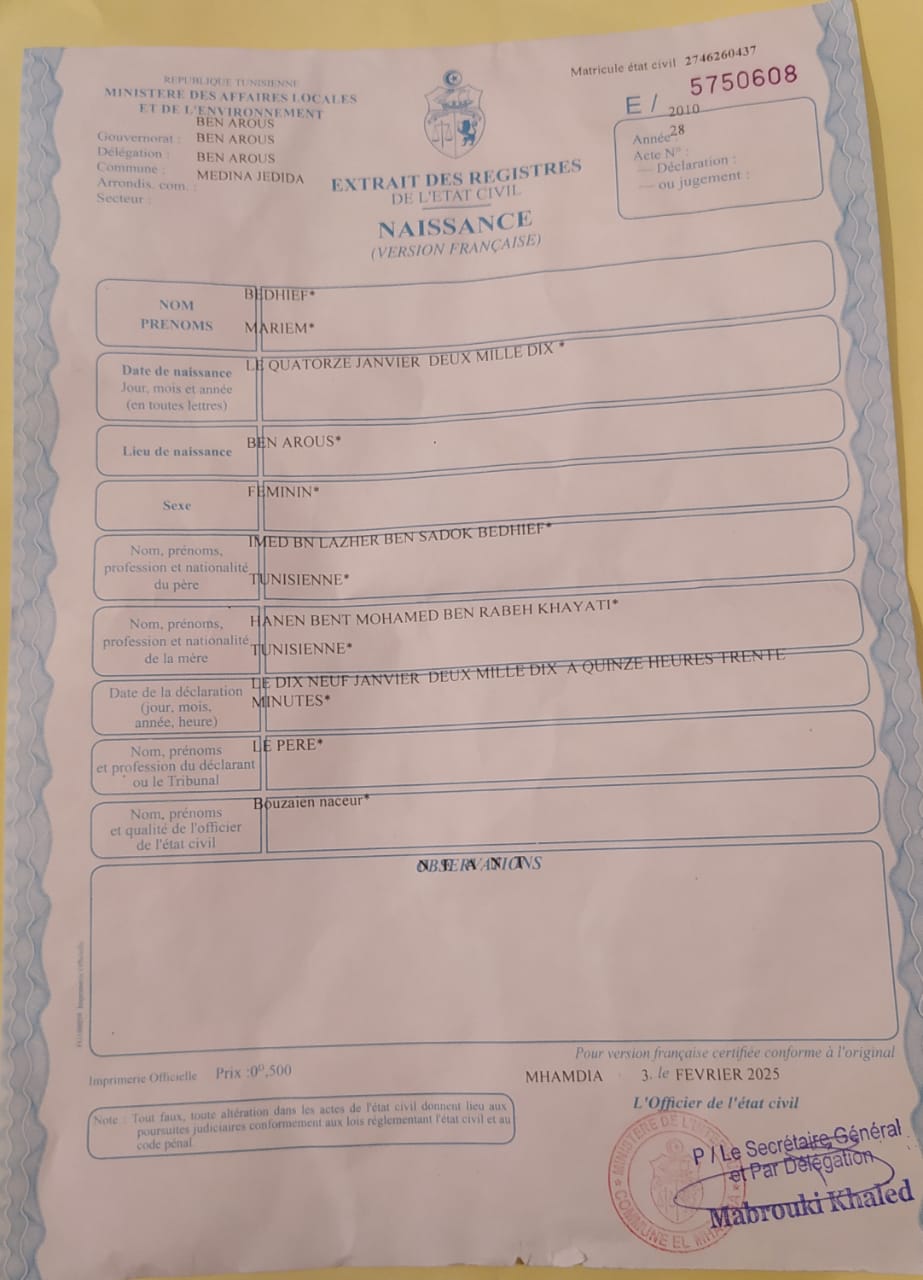 REPUBLIQUE TUNISIENNE
MINISTERE DES AFFAIRES LOCALES
ET DE L'ENVIRONNEMENT
BEN AROUS
Gouvernorat : BEN AROUS
Délégation : BEN AROUS
Commune : MEDINA JEDIDA
Arrondis. com. :
Secteur :
Matricule état civil 2746260437
5750608
E / 2010
Année 28
Acte N° :
— Déclaration :
— ou jugement :
EXTRAIT DES REGISTRES
DE L'ETAT CIVIL
NAISSANCE
(VERSION FRANÇAISE)
NOM BEDHIEF*
PRENOMS MARIEM*
Date de naissance LE QUATORZE JANVIER DEUX MILLE DIX *
Jour, mois et année
(en toutes lettres)
Lieu de naissance BEN AROUS*
Sexe FEMININ*
Nom, prénoms, IMED BN LAZHER BEN SADOK BEDHIEF*
profession et nationalité
du père TUNISIENNE*
Nom, prénoms, HANEN BENT MOHAMED BEN RABEH KHAYATI*
profession et nationalité
de la mère TUNISIENNE*
Date de la déclaration LE DIX NEUF JANVIER DEUX MILLE DIX A QUINZE HEURES TRENTE
(jour, mois, MINUTES*
année, heure)
Nom, prénoms LE PERE*
et profession du déclarant
ou le Tribunal
Nom, prénoms Bouzaien naceur*
et qualité de l'officier
de l'état civil
OBSERVATIONS
N E A N T
Pour version française certifiée conforme à l'original
Imprimerie Officielle Prix :0ᴰ,500
MHAMDIA 3. le FEVRIER 2025
L'Officier de l'état civil
Note : Tout faux, toute altération dans les actes de l'état civil donnent lieu aux
poursuites judiciaires conformement aux lois réglementant l'état civil et au
code pénal
P / Le Secrétaire Général
et Par Délégation
Mabrouki Khaled
COMMUNE EL MHAMDIA